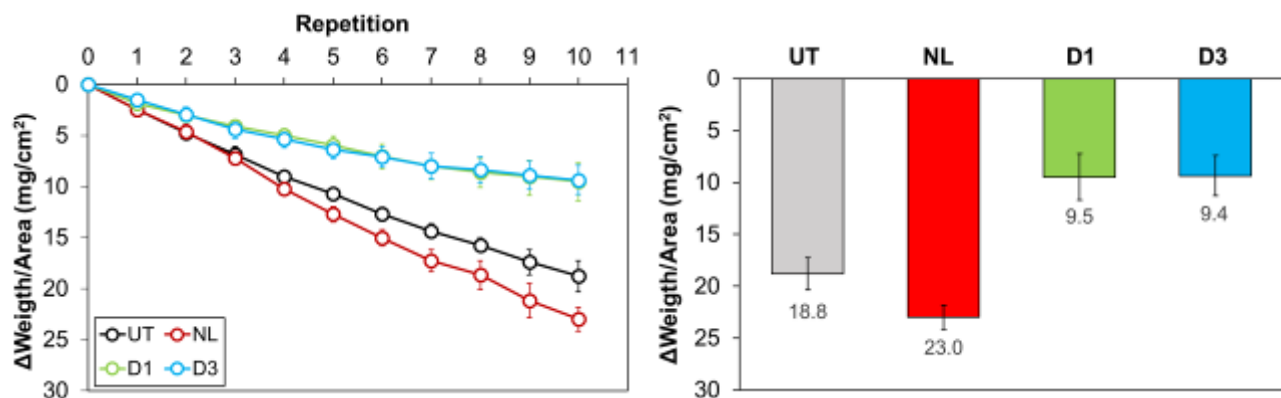 Repetition
0 1 2 3 4 5 6 7 8 9 10 11
0
5
10
15
20
25
30
ΔWeigth/Area (mg/cm²)
UT NL
D1 D3
UT NL D1 D3
0
5
10
15
20
25
30
ΔWeigth/Area (mg/cm²)
18.8
23.0
9.5
9.4